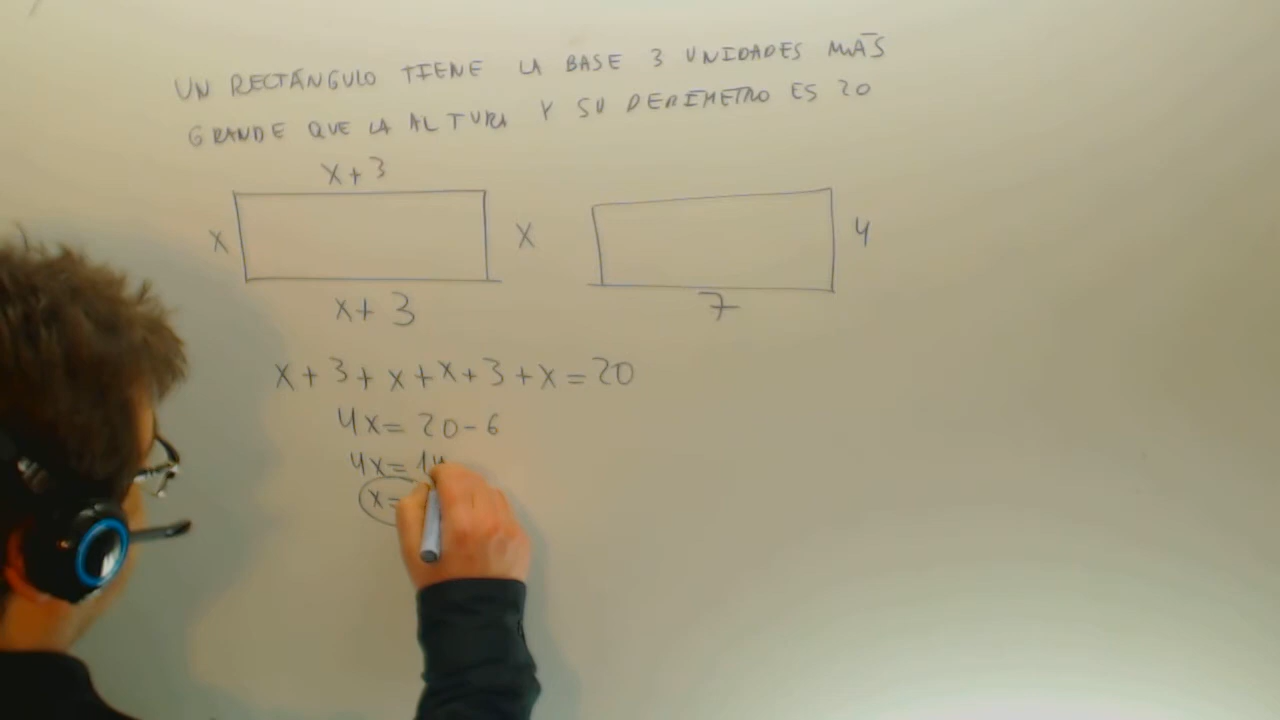 UN RECTÁNGULO TIENE LA BASE 3 UNIDADES MÁS
GRANDE QUE LA ALTURA Y SU PERÍMETRO ES 20
x+3
x
x
4
x+3
7
x+3+x+x+3+x=20
4x=20-6
4x=14
x=